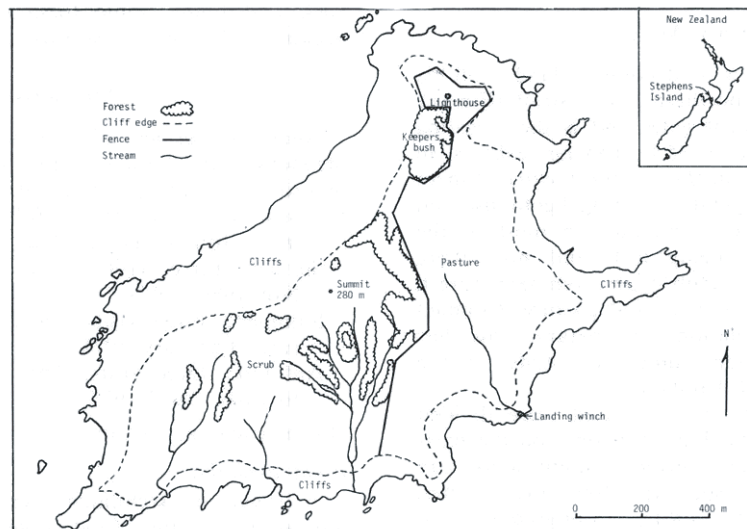 New Zealand
Stephens
Island
Forest
Cliff edge
Fence
Stream
Lighthouse
Keepers
bush
Cliffs
Pasture
Cliffs
Summit
280 m
Scrub
N
Landing winch
Cliffs
0 200 400 m